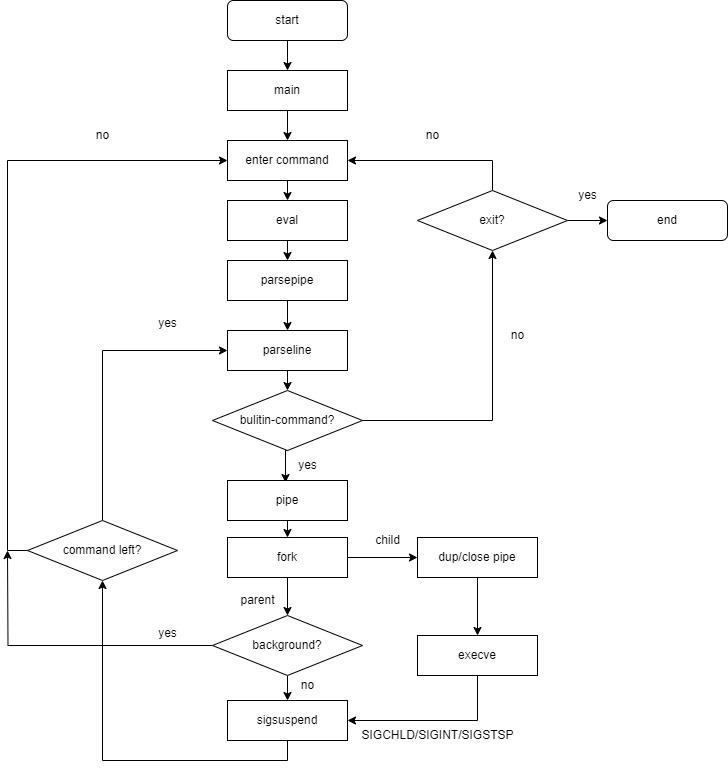 start
main
no
no
enter command
yes
eval
exit?
end
parsepipe
yes
no
parseline
bulitin-command?
yes
pipe
child
command left?
fork
dup/close pipe
parent
yes
background?
execve
no
sigsuspend
SIGCHLD/SIGINT/SIGSTSP